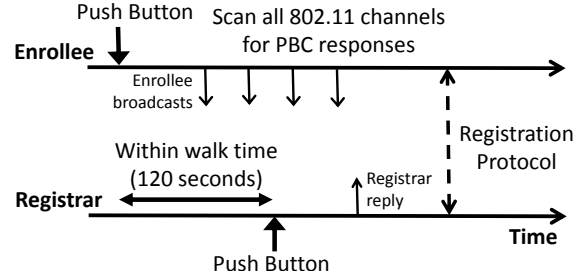 Push Button
Scan all 802.11 channels
for PBC responses
Enrollee
Enrollee
broadcasts
Within walk time
(120 seconds)
Registration
Protocol
Registrar
reply
Registrar
Time
Push Button